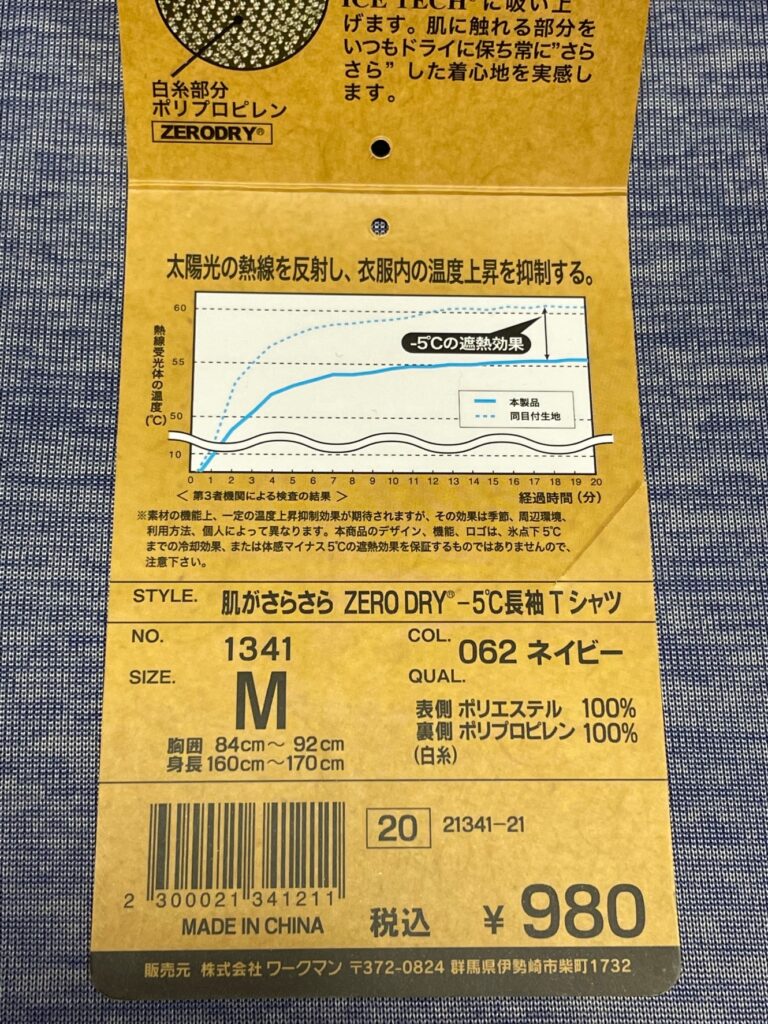 ICE TECH®に吸い上
げます。肌に触れる部分を
いつもドライに保ち常に"さら
さら" した着心地を実感し
ます。
白糸部分
ポリプロピレン
ZERODRY®
太陽光の熱線を反射し、衣服内の温度上昇を抑制する。
熱線受光体の温度(℃)
60
55
50
10
-5℃の遮熱効果
本製品
同目付生地
0 1 2 3 4 5 6 7 8 9 10 11 12 13 14 15 16 17 18 19 20
< 第3者機関による検査の結果 > 経過時間(分)
※素材の機能上、一定の温度上昇抑制効果が期待されますが、その効果は季節、周辺環境、
利用方法、個人によって異なります。本商品のデザイン、機能、ロゴは、氷点下5℃
までの冷却効果、または体感マイナス5℃の遮熱効果を保証するものではありませんので、
注意下さい。
STYLE. 肌がさらさら ZERO DRY®-5℃長袖Tシャツ
NO. 1341
COL. 062 ネイビー
SIZE. M
胸囲 84cm～ 92cm
身長160cm～170cm
QUAL.
表側 ポリエステル 100%
裏側 ポリプロピレン 100%
(白糸)
20 21341-21
2 300021 341211
MADE IN CHINA
税込 ¥980
販売元 株式会社 ワークマン 〒372-0824 群馬県伊勢崎市柴町1732